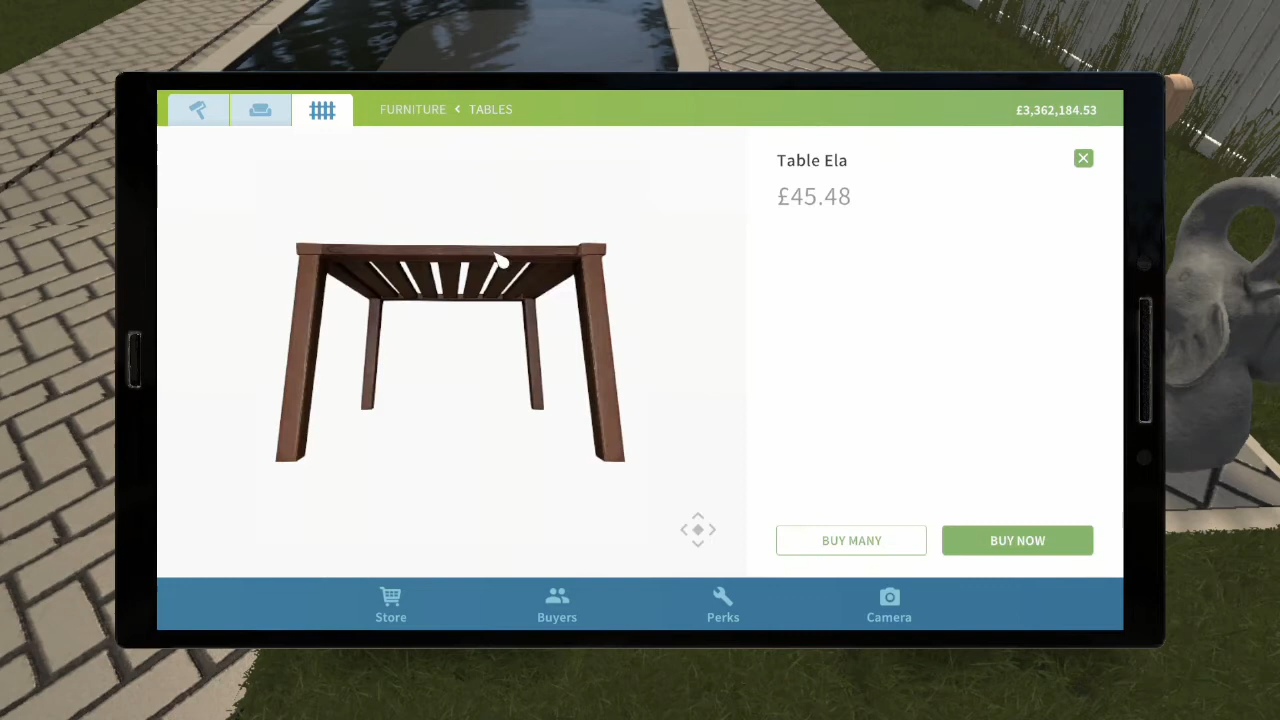 FURNITURE < TABLES
£3,362,184.53
Table Ela
£45.48
BUY MANY
BUY NOW
Store
Buyers
Perks
Camera